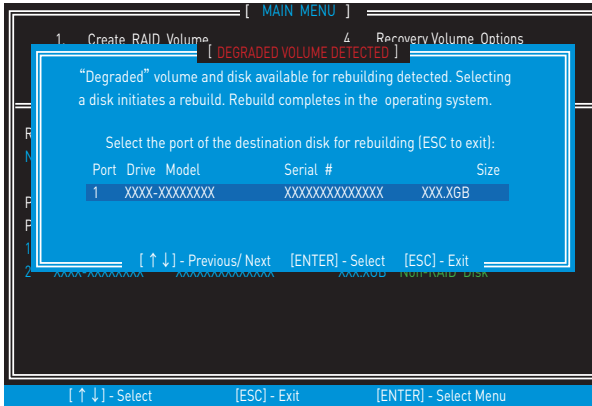 [ MAIN MENU ]
1. Create RAID Volume 4 Recovery Volume Options
[ DEGRADED VOLUME DETECTED ]
“Degraded” volume and disk available for rebuilding detected. Selecting
a disk initiates a rebuild. Rebuild completes in the operating system.
Select the port of the destination disk for rebuilding (ESC to exit):
Port Drive Model Serial # Size
1 XXXX-XXXXXXXX XXXXXXXXXXXXXX XXX.XGB
[ ↑↓] - Previous/ Next [ENTER] - Select [ESC] - Exit
2 XXXX-XXXXXXXX XXXXXXXXXXXXXX XXX.XGB Non-RAID Disk
[ ↑↓] - Select [ESC] - Exit [ENTER] - Select Menu